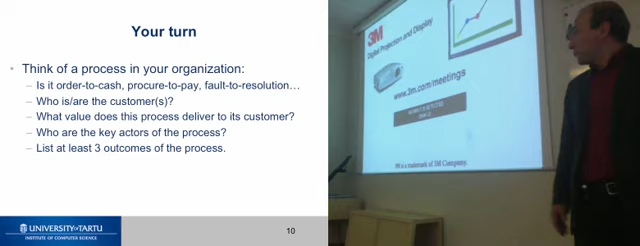 Your turn
• Think of a process in your organization:
– Is it order-to-cash, procure-to-pay, fault-to-resolution…
– Who is/are the customer(s)?
– What value does this process deliver to its customer?
– Who are the key actors of the process?
– List at least 3 outcomes of the process.
UNIVERSITY OF TARTU
INSTITUTE OF COMPUTER SCIENCE
10
3M
Digital Projection and Display
www.3m.com/meetings
3M is a trademark of 3M Company.